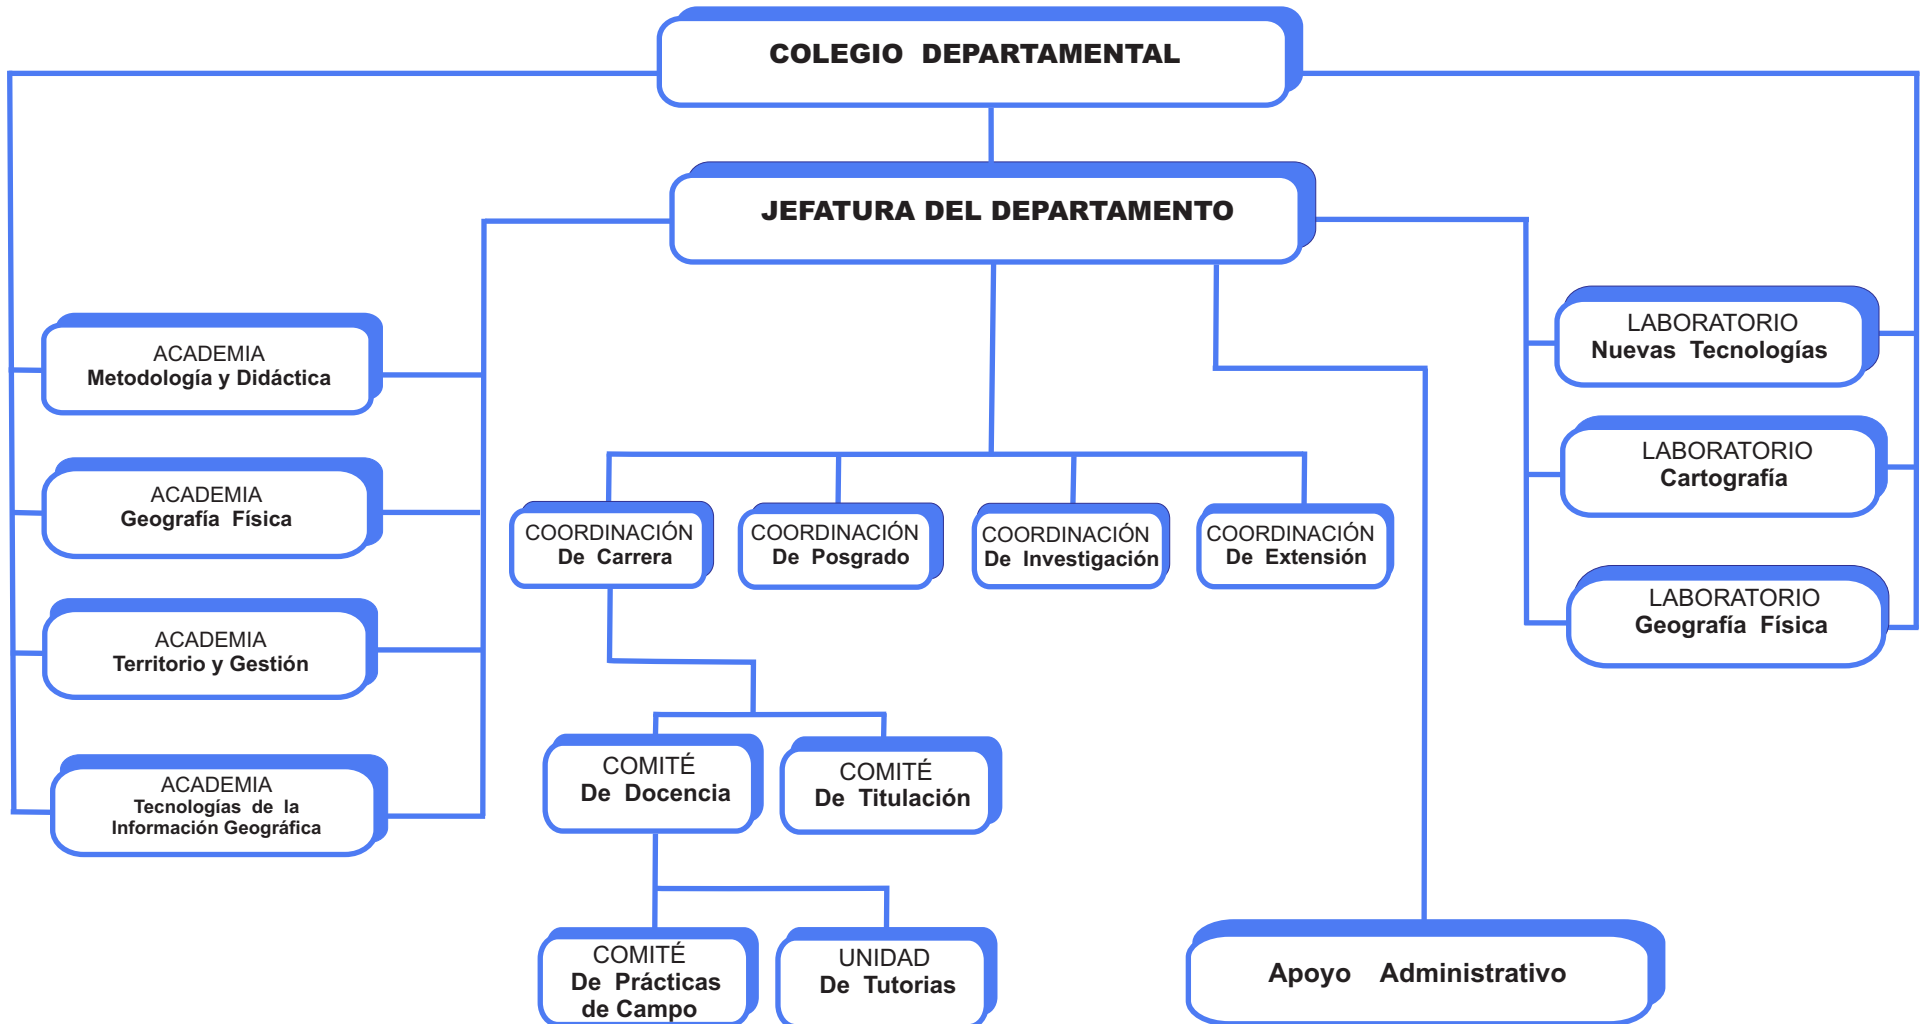 COLEGIO DEPARTAMENTAL
JEFATURA DEL DEPARTAMENTO
ACADEMIA
Metodología y Didáctica
ACADEMIA
Geografía Física
ACADEMIA
Territorio y Gestión
ACADEMIA
Tecnologías de la
Información Geográfica
COORDINACIÓN
De Carrera
COORDINACIÓN
De Posgrado
COORDINACIÓN
De Investigación
COORDINACIÓN
De Extensión
COMITÉ
De Docencia
COMITÉ
De Titulación
COMITÉ
De Prácticas
de Campo
UNIDAD
De Tutorias
Apoyo Administrativo
LABORATORIO
Nuevas Tecnologías
LABORATORIO
Cartografía
LABORATORIO
Geografía Física